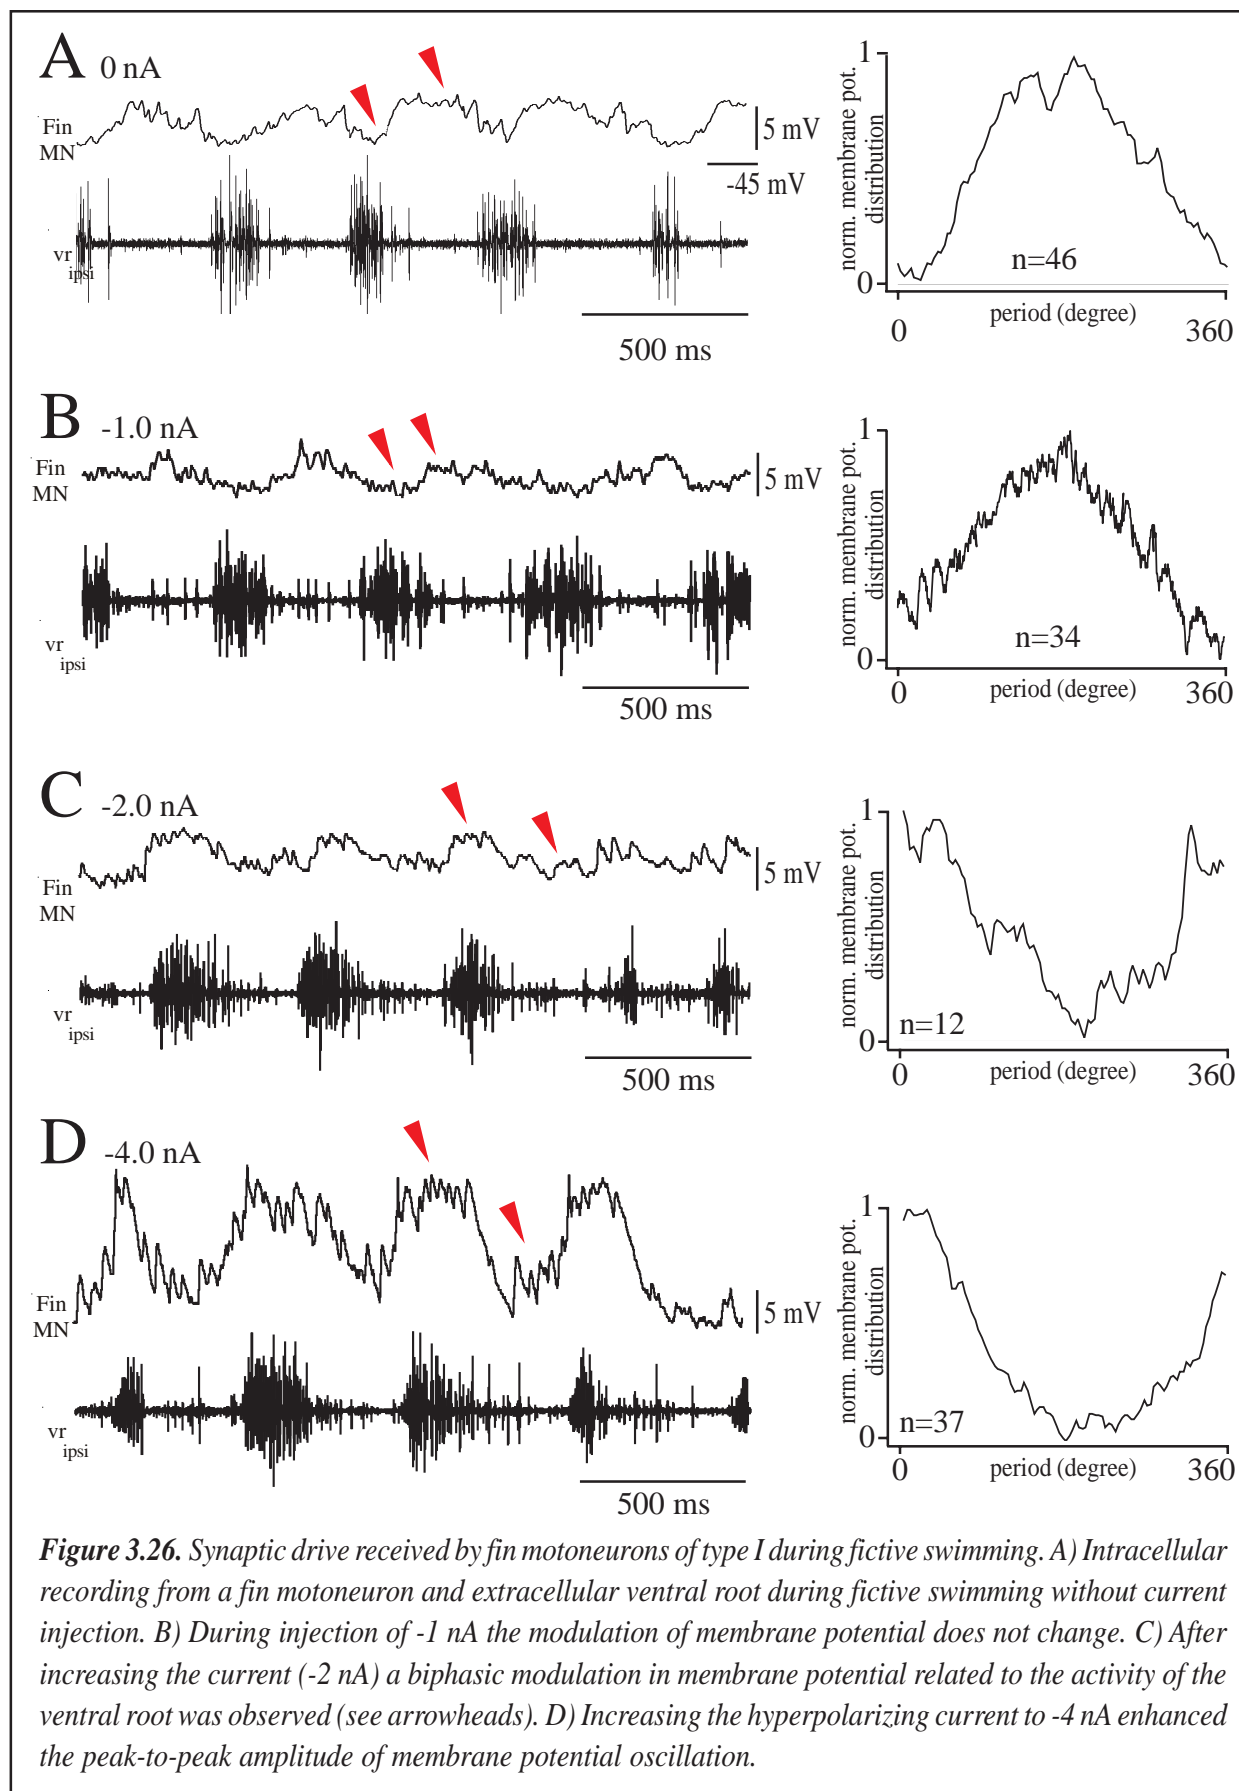 A 0 nA
Fin
MN
5 mV
-45 mV
vr
ipsi
500 ms
norm. membrane pot.
distribution
1
0
n=46
0 period (degree) 360
B -1.0 nA
Fin
MN
5 mV
vr
ipsi
500 ms
norm. membrane pot.
distribution
1
0
n=34
0 period (degree) 360
C -2.0 nA
Fin
MN
5 mV
vr
ipsi
500 ms
norm. membrane pot.
distribution
1
0
n=12
0 period (degree) 360
D -4.0 nA
Fin
MN
5 mV
vr
ipsi
500 ms
norm. membrane pot.
distribution
1
0
n=37
0 period (degree) 360
Figure 3.26. Synaptic drive received by fin motoneurons of type I during fictive swimming. A) Intracellular
recording from a fin motoneuron and extracellular ventral root during fictive swimming without current
injection. B) During injection of -1 nA the modulation of membrane potential does not change. C) After
increasing the current (-2 nA) a biphasic modulation in membrane potential related to the activity of the
ventral root was observed (see arrowheads). D) Increasing the hyperpolarizing current to -4 nA enhanced
the peak-to-peak amplitude of membrane potential oscillation.